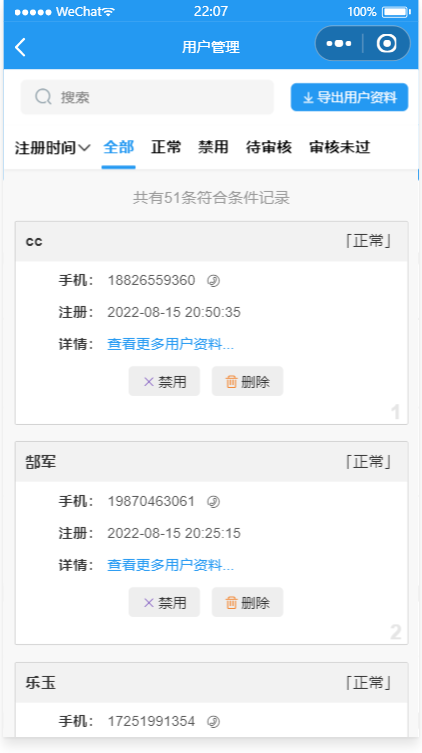 WeChat 22:07 100%
用户管理
搜索 导出用户资料
注册时间 全部 正常 禁用 待审核 审核未过
共有51条符合条件记录
cc 「正常」
手机： 18826559360
注册： 2022-08-15 20:50:35
详情： 查看更多用户资料...
禁用 删除
1
郜军 「正常」
手机： 19870463061
注册： 2022-08-15 20:25:15
详情： 查看更多用户资料...
禁用 删除
2
乐玉 「正常」
手机： 17251991354